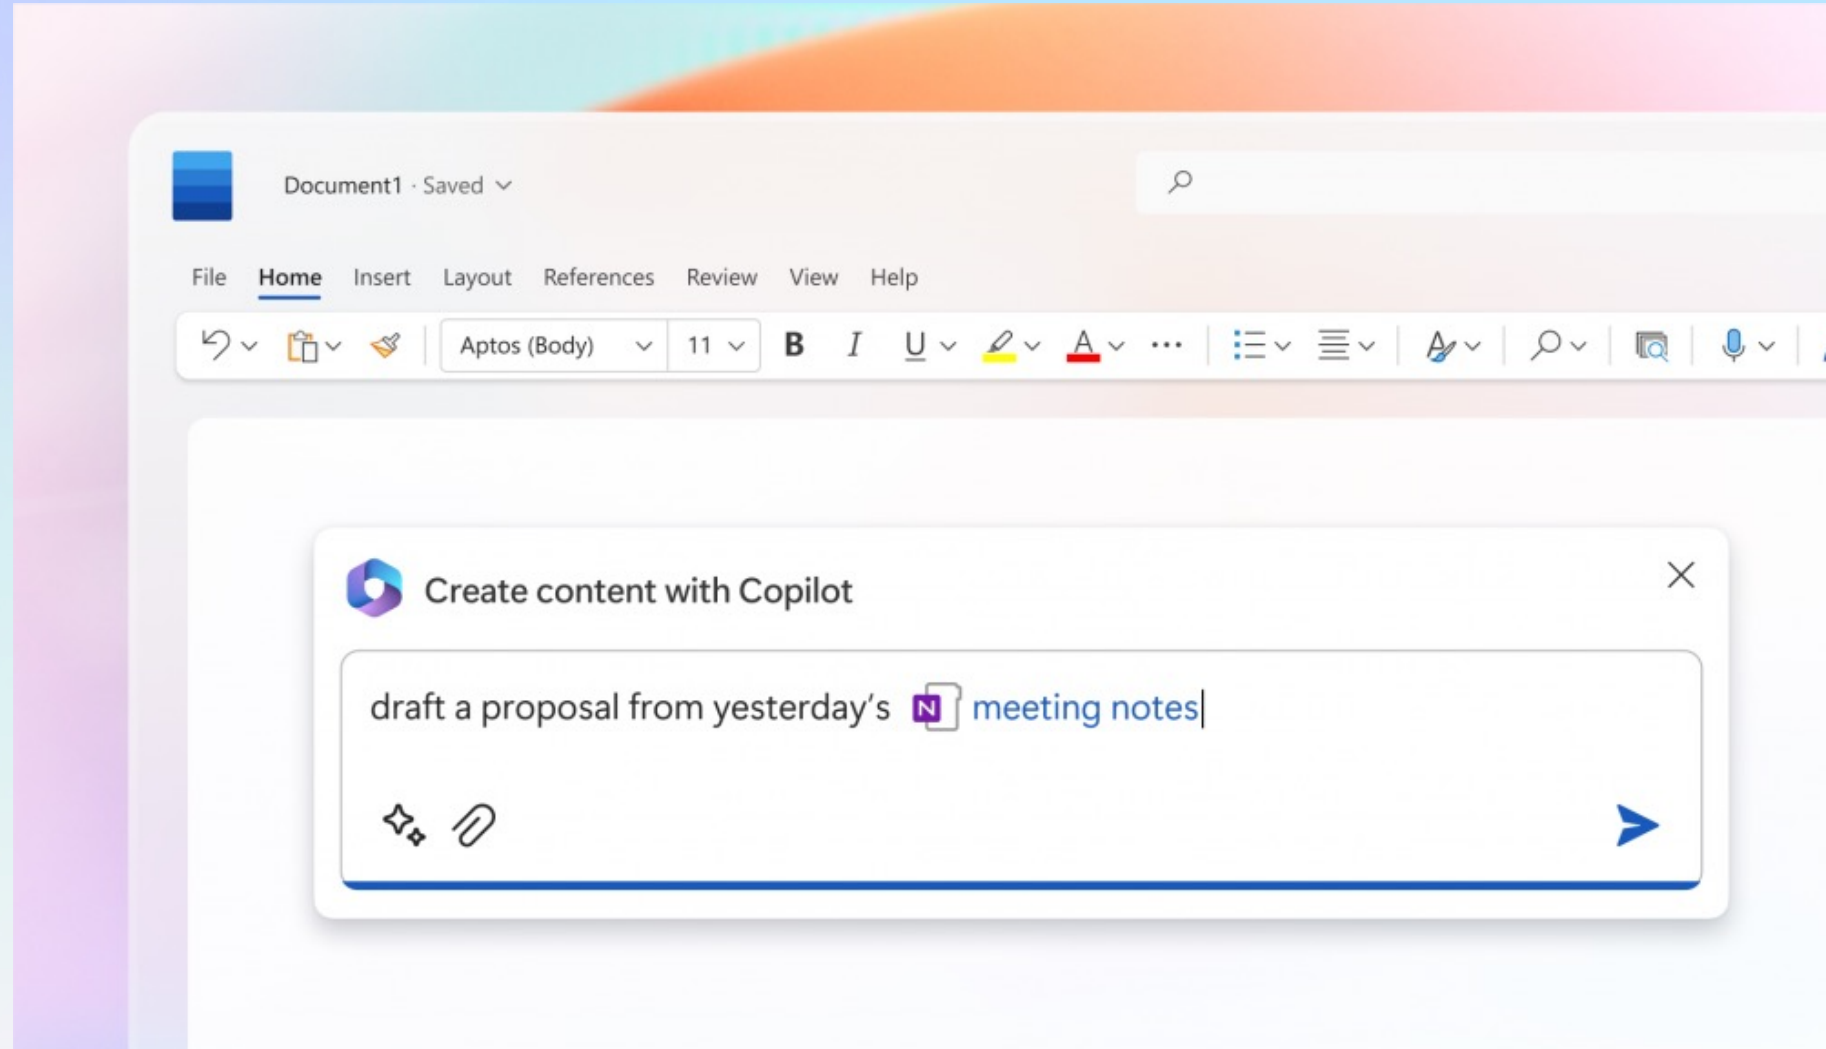 Document1 · Saved
File Home Insert Layout References Review View Help
Aptos (Body) 11 B I U A A
Create content with Copilot
draft a proposal from yesterday's N meeting notes